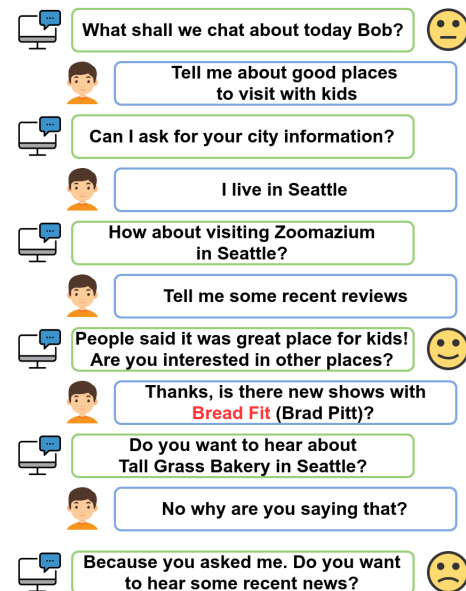 What shall we chat about today Bob?
Tell me about good places
to visit with kids
Can I ask for your city information?
I live in Seattle
How about visiting Zoomazium
in Seattle?
Tell me some recent reviews
People said it was great place for kids!
Are you interested in other places?
Thanks, is there new shows with
Bread Fit (Brad Pitt)?
Do you want to hear about
Tall Grass Bakery in Seattle?
No why are you saying that?
Because you asked me. Do you want
to hear some recent news?